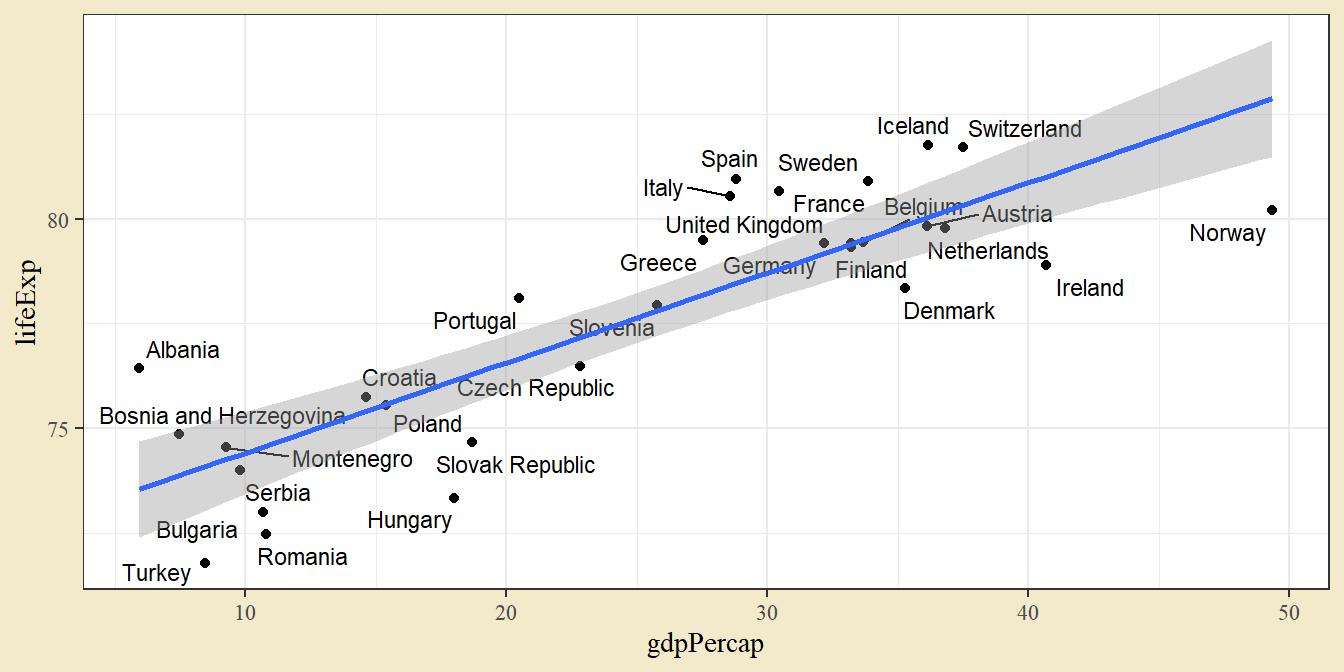 Iceland
Switzerland
Spain
Sweden
Italy
France
Belgium
Austria
80
United Kingdom
Norway
Netherlands
Greece
Germany
Finland
Ireland
Denmark
Portugal
Slovenia
lifeExp
Albania
Croatia
Czech Republic
Bosnia and Herzegovina
75
Poland
Montenegro
Slovak Republic
Serbia
Hungary
Bulgaria
Romania
Turkey
10
20
30
40
50
gdpPercap